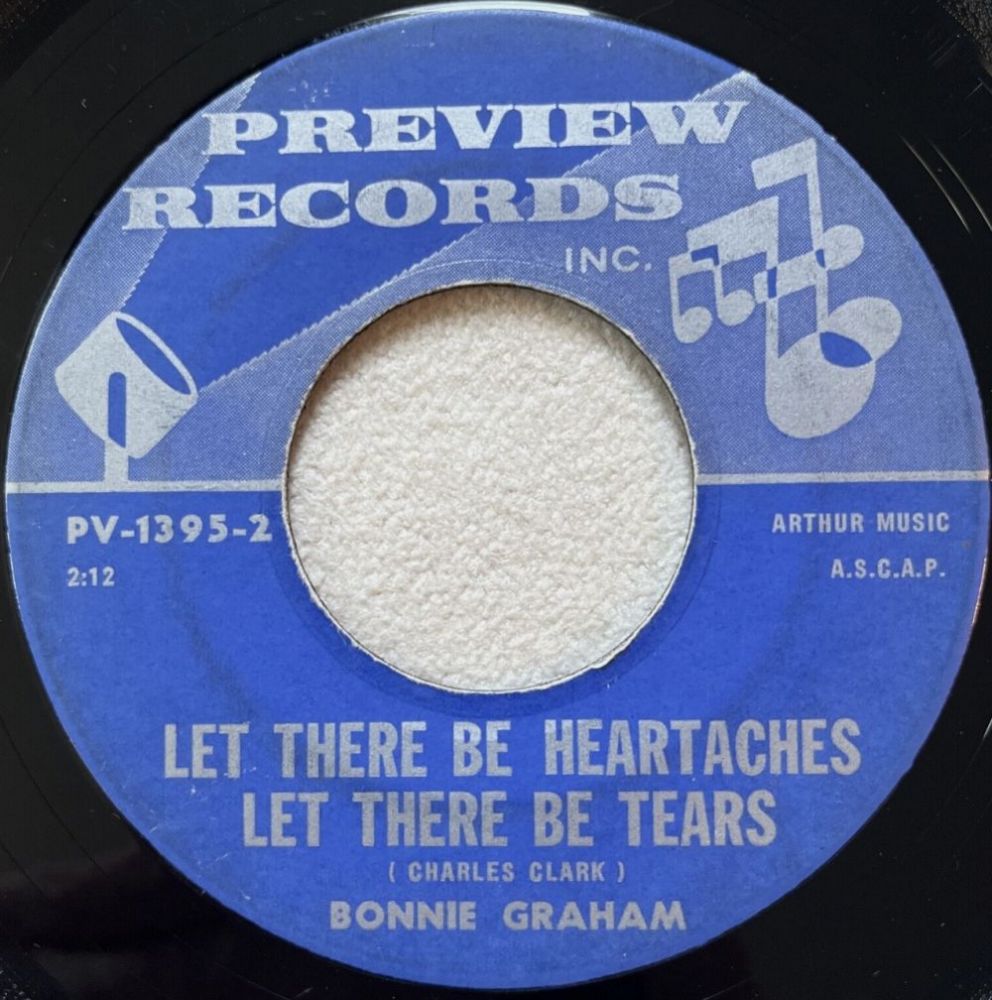 PREVIEW
RECORDS
INC.
PV-1395-2
2:12
ARTHUR MUSIC
A.S.C.A.P.
LET THERE BE HEARTACHES
LET THERE BE TEARS
( CHARLES CLARK )
BONNIE GRAHAM